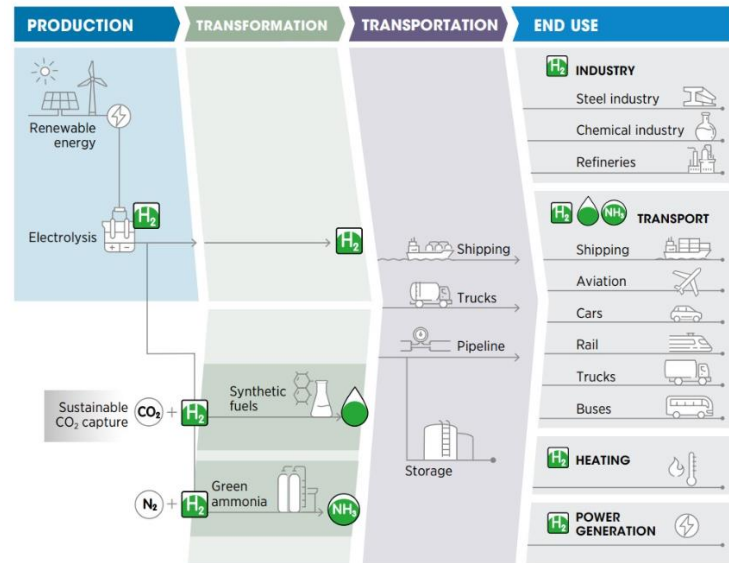 PRODUCTION
TRANSFORMATION
TRANSPORTATION
END USE
Renewable
energy
H₂
Electrolysis
+ −
H₂
Sustainable
CO₂ capture
CO₂ + H₂
Synthetic
fuels
N₂ + H₂
Green
ammonia
NH₃
Shipping
Trucks
Pipeline
Storage
H₂ INDUSTRY
Steel industry
Chemical industry
Refineries
H₂ NH₃ TRANSPORT
Shipping
Aviation
Cars
Rail
Trucks
Buses
H₂ HEATING
H₂ POWER
GENERATION